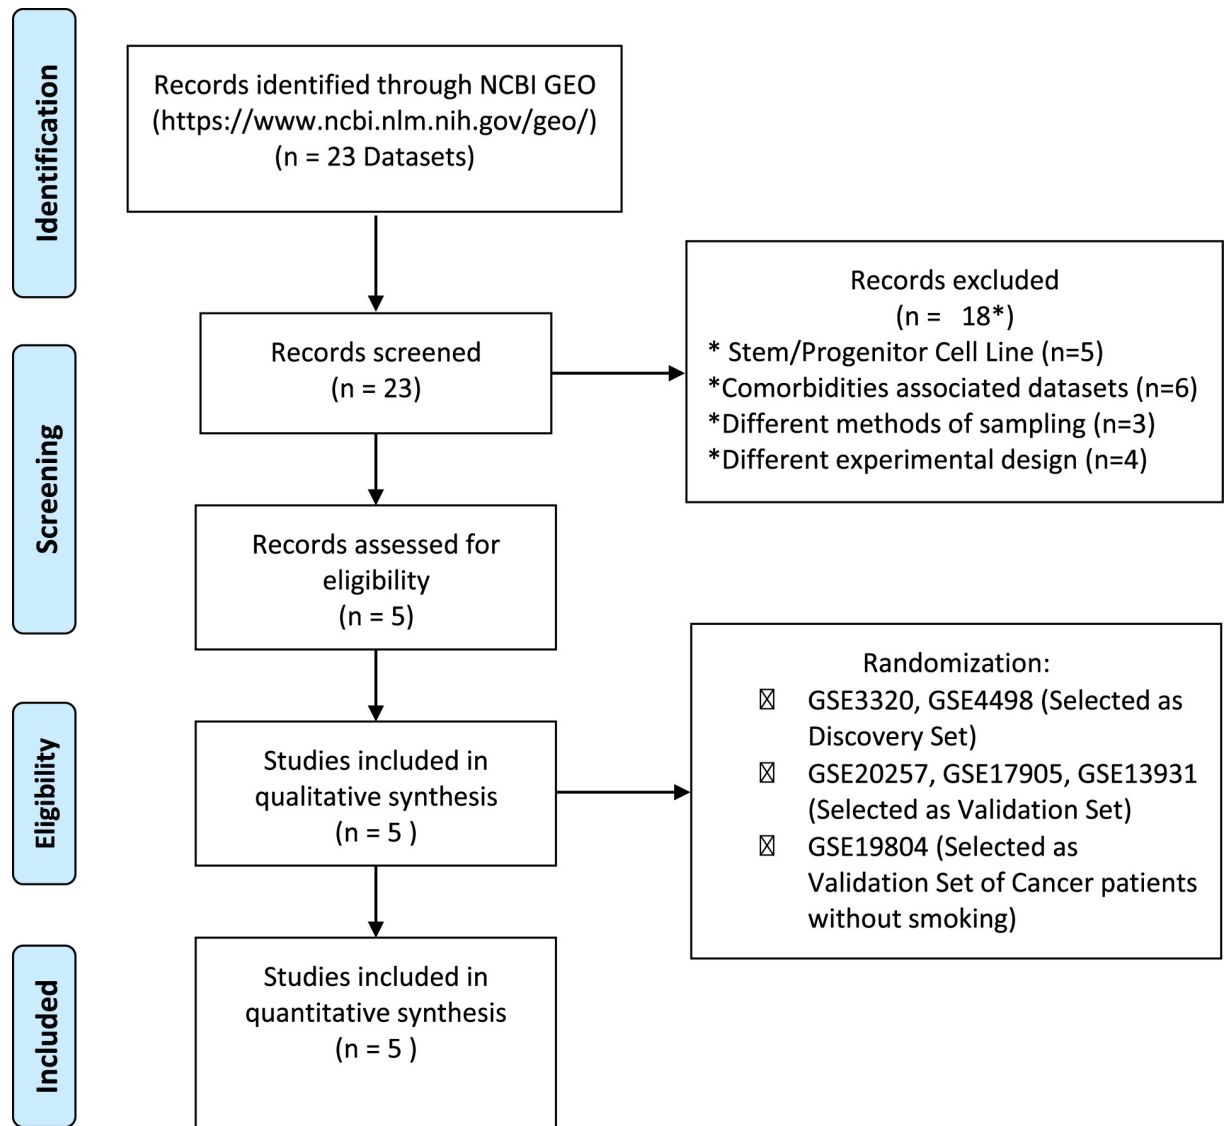 Identification
Records identified through NCBI GEO
(https://www.ncbi.nlm.nih.gov/geo/)
(n = 23 Datasets)
Screening
Records screened
(n = 23)
Records excluded
(n =   18*)
* Stem/Progenitor Cell Line (n=5)
*Comorbidities associated datasets (n=6)
*Different methods of sampling (n=3)
*Different experimental design (n=4)
Records assessed for
eligibility
(n = 5)
Eligibility
Studies included in
qualitative synthesis
(n = 5 )
Randomization:
GSE3320, GSE4498 (Selected as
Discovery Set)
GSE20257, GSE17905, GSE13931
(Selected as Validation Set)
GSE19804 (Selected as
Validation Set of Cancer patients
without smoking)
Included
Studies included in
quantitative synthesis
(n = 5 )